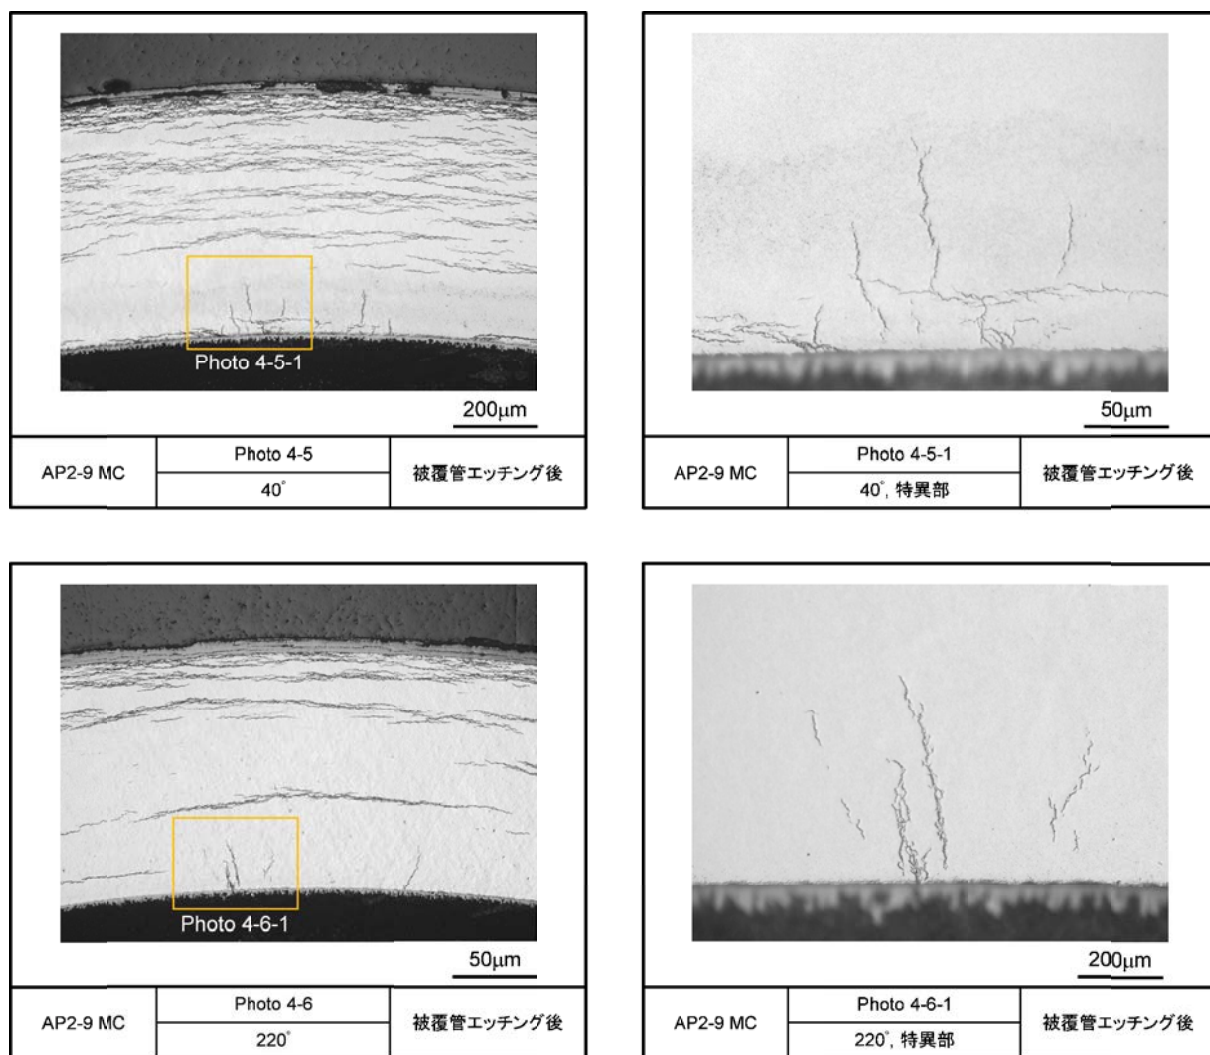 Photo 4-5-1
200μm
50μm
AP2-9 MC
Photo 4-5
40°
被覆管エッチング後
AP2-9 MC
Photo 4-5-1
40°, 特異部
被覆管エッチング後
Photo 4-6-1
50μm
200μm
AP2-9 MC
Photo 4-6
220°
被覆管エッチング後
AP2-9 MC
Photo 4-6-1
220°, 特異部
被覆管エッチング後